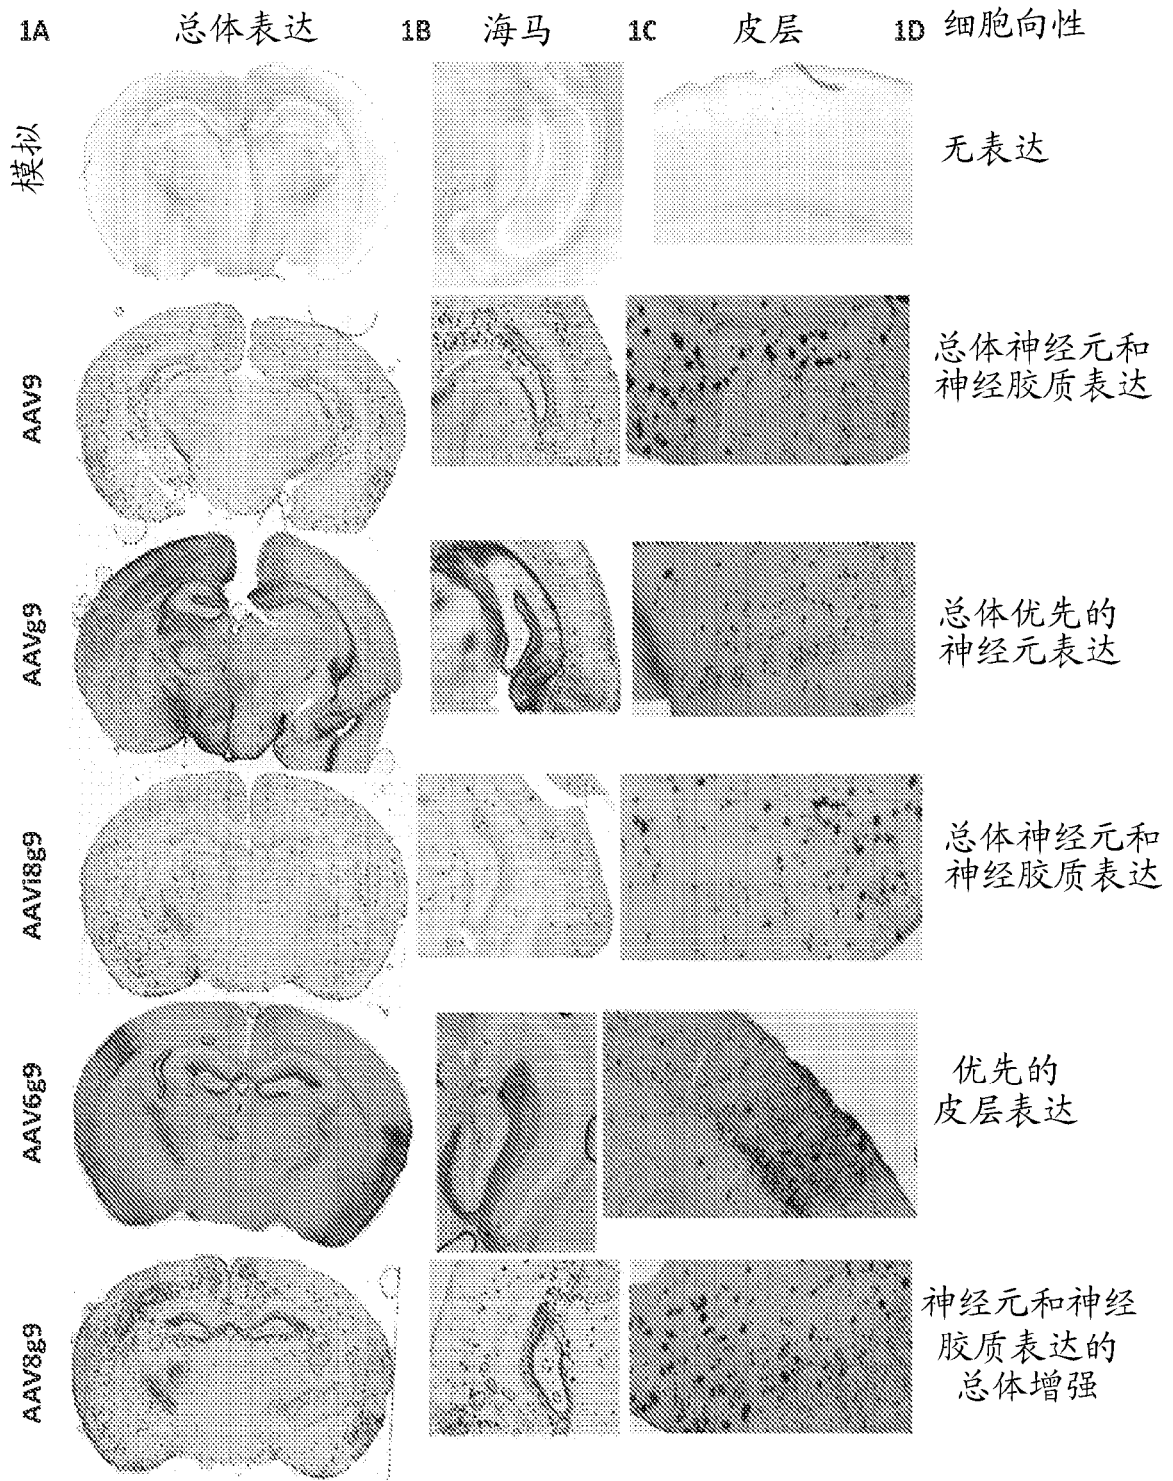 1A 总体表达 1B 海马 1C 皮层 1D 细胞向性
模拟
无表达
AAV9
总体神经元和
神经胶质表达
AAVg9
总体优先的
神经元表达
AAVi8g9
总体神经元和
神经胶质表达
AAV6g9
优先的
皮层表达
AAV8g9
神经元和神经
胶质表达的
总体增强